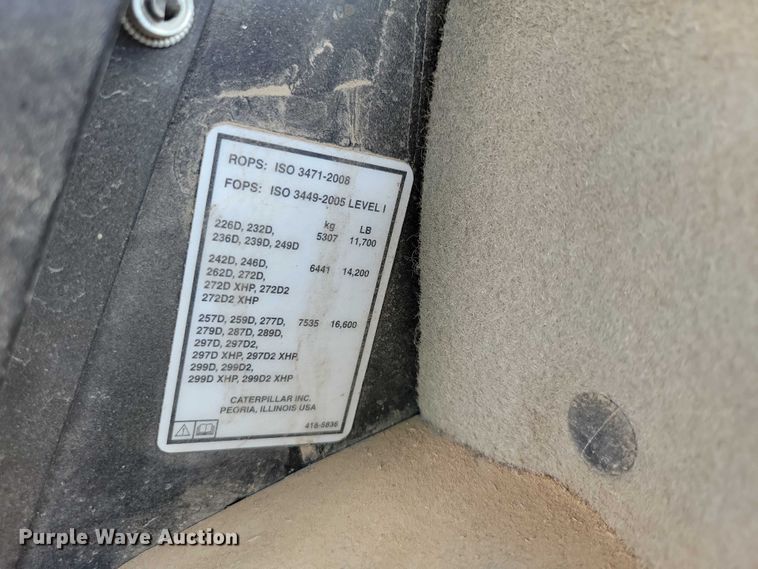 ROPS: ISO 3471-2008
FOPS: ISO 3449-2005 LEVEL I
kg LB
226D, 232D,
236D, 239D, 249D 5307 11,700
242D, 246D, 6441 14,200
262D, 272D,
272D XHP, 272D2
272D2 XHP
257D, 259D, 277D, 7535 16,600
279D, 287D, 289D,
297D, 297D2,
297D XHP, 297D2 XHP,
299D, 299D2,
299D XHP, 299D2 XHP
CATERPILLAR INC.
PEORIA, ILLINOIS USA
416-5836
Purple Wave Auction